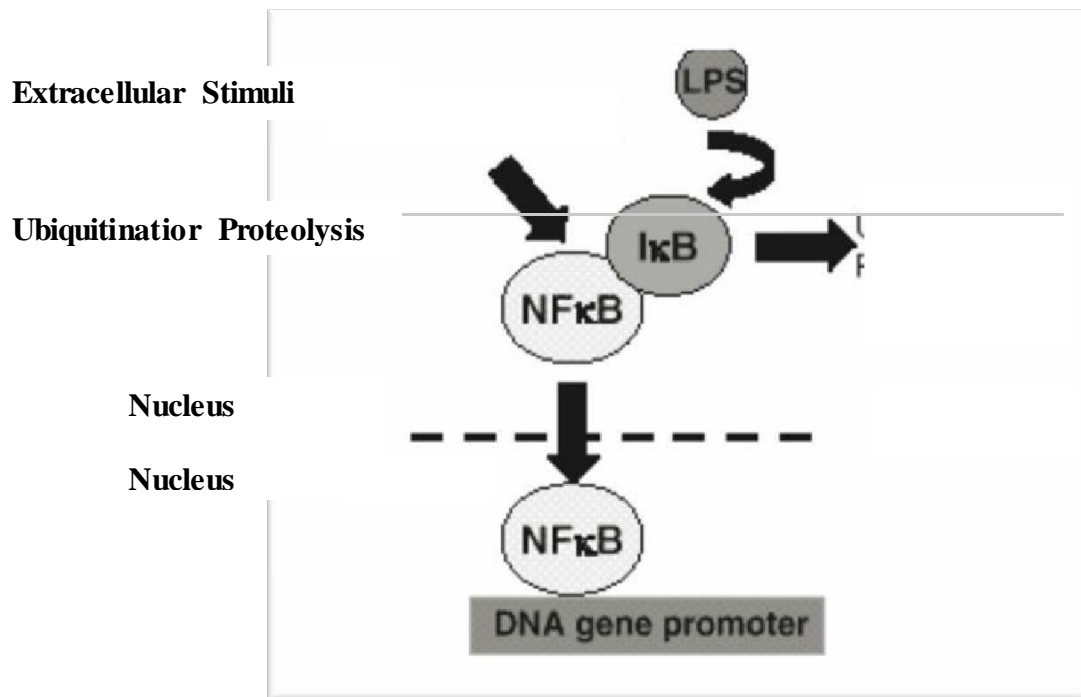 LPS
Extracellular Stimuli
Ubiquitinatior Proteolysis
IκB
NFκB
Nucleus
Nucleus
NFκB
DNA gene promoter